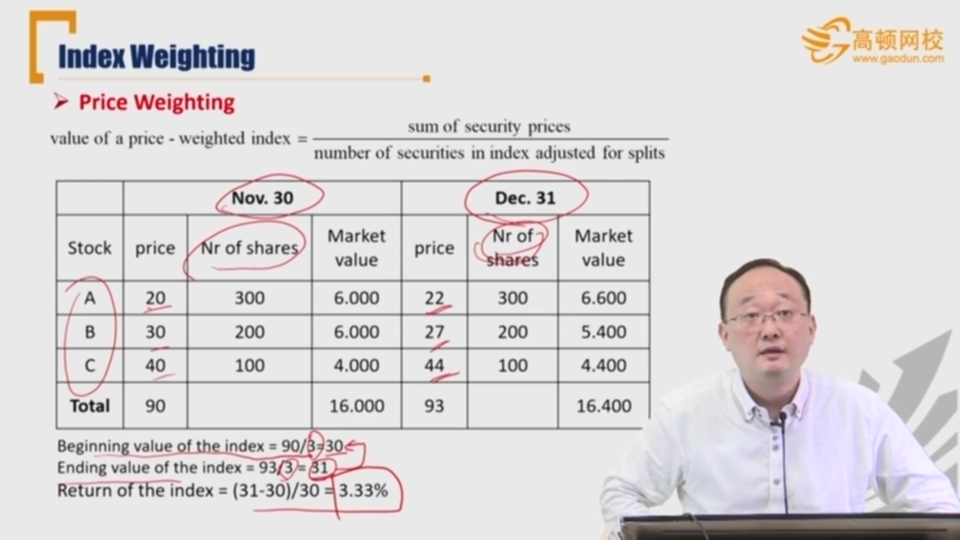 Index Weighting
高顿网校
www.gaodun.com
➤ Price Weighting
value of a price - weighted index = sum of security prices / number of securities in index adjusted for splits
Nov. 30 Dec. 31
Stock price Nr of shares Market value price Nr of shares Market value
A 20 300 6.000 22 300 6.600
B 30 200 6.000 27 200 5.400
C 40 100 4.000 44 100 4.400
Total 90 16.000 93 16.400
Beginning value of the index = 90/3=30
Ending value of the index = 93/3 = 31
Return of the index = (31-30)/30 = 3.33%